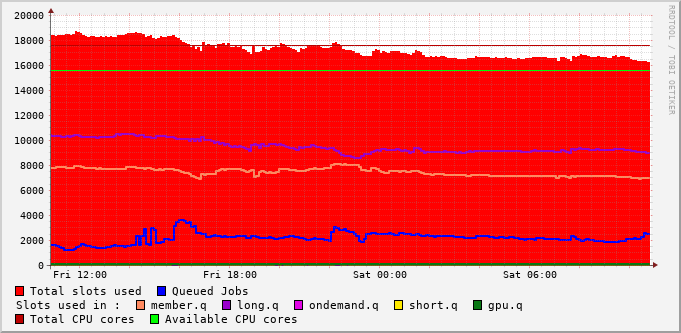 20000
18000
16000
14000
12000
10000
8000
6000
4000
2000
0
Fri 12:00 Fri 18:00 Sat 00:00 Sat 06:00
RRDTOOL / TOBI OETIKER
Total slots used Queued Jobs
Slots used in : member.q long.q ondemand.q short.q gpu.q
Total CPU cores Available CPU cores